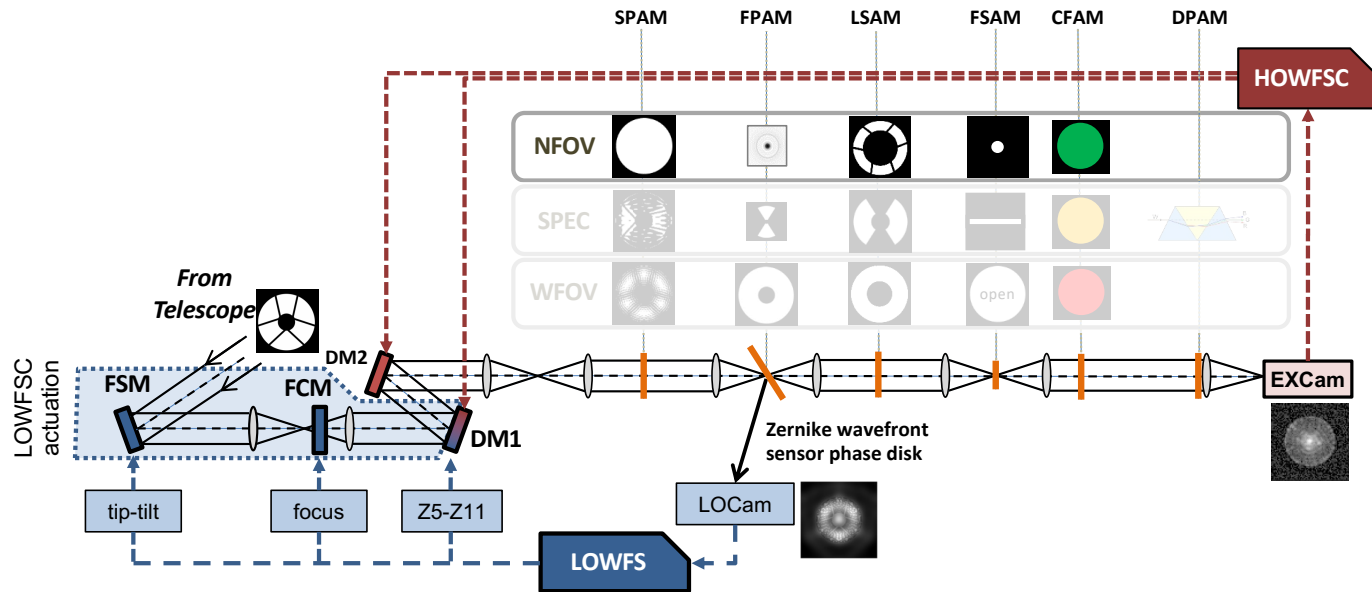 SPAM FPAM LSAM FSAM CFAM DPAM
HOWFSC
NFOV
SPEC
WFOV
open
From
Telescope
DM2
FSM
FCM
DM1
EXCam
LOWFSC
actuation
Zernike wavefront
sensor phase disk
tip-tilt
focus
Z5-Z11
LOCam
LOWFS